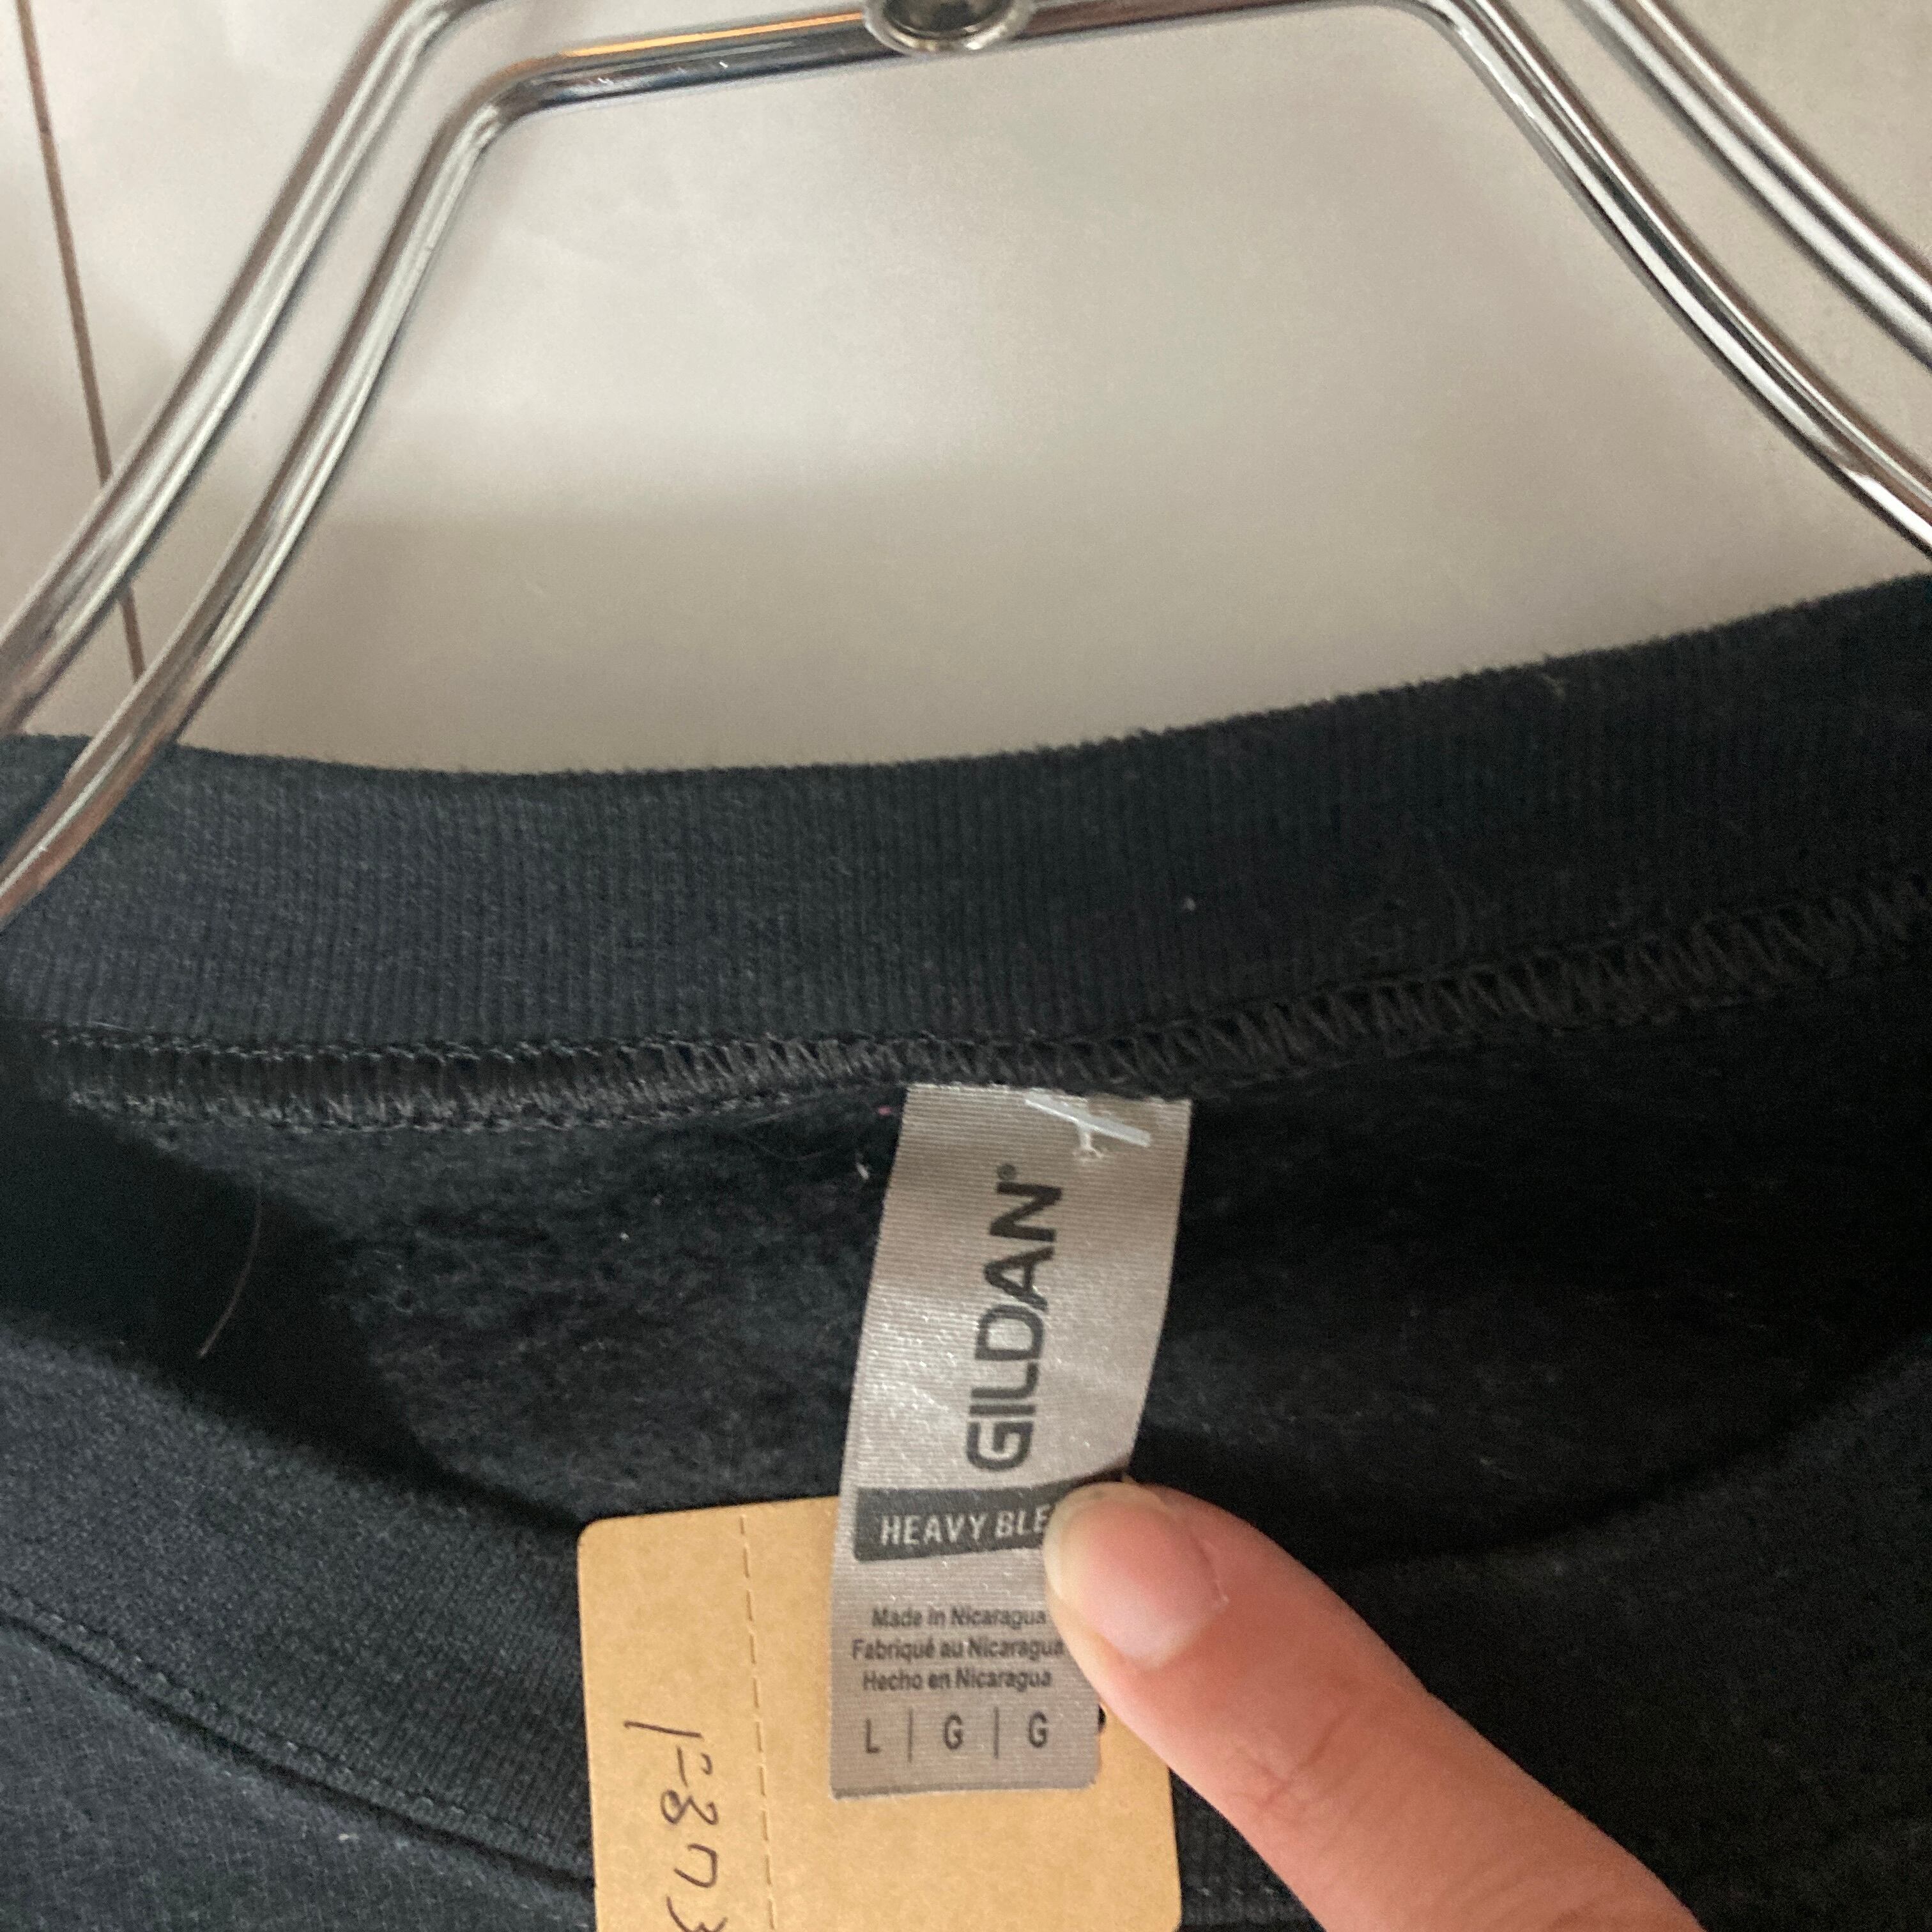 GILDAN®
HEAVY BLE
Made in Nicaragua
Fabriqué au Nicaragua
Hecho en Nicaragua
L | G | G